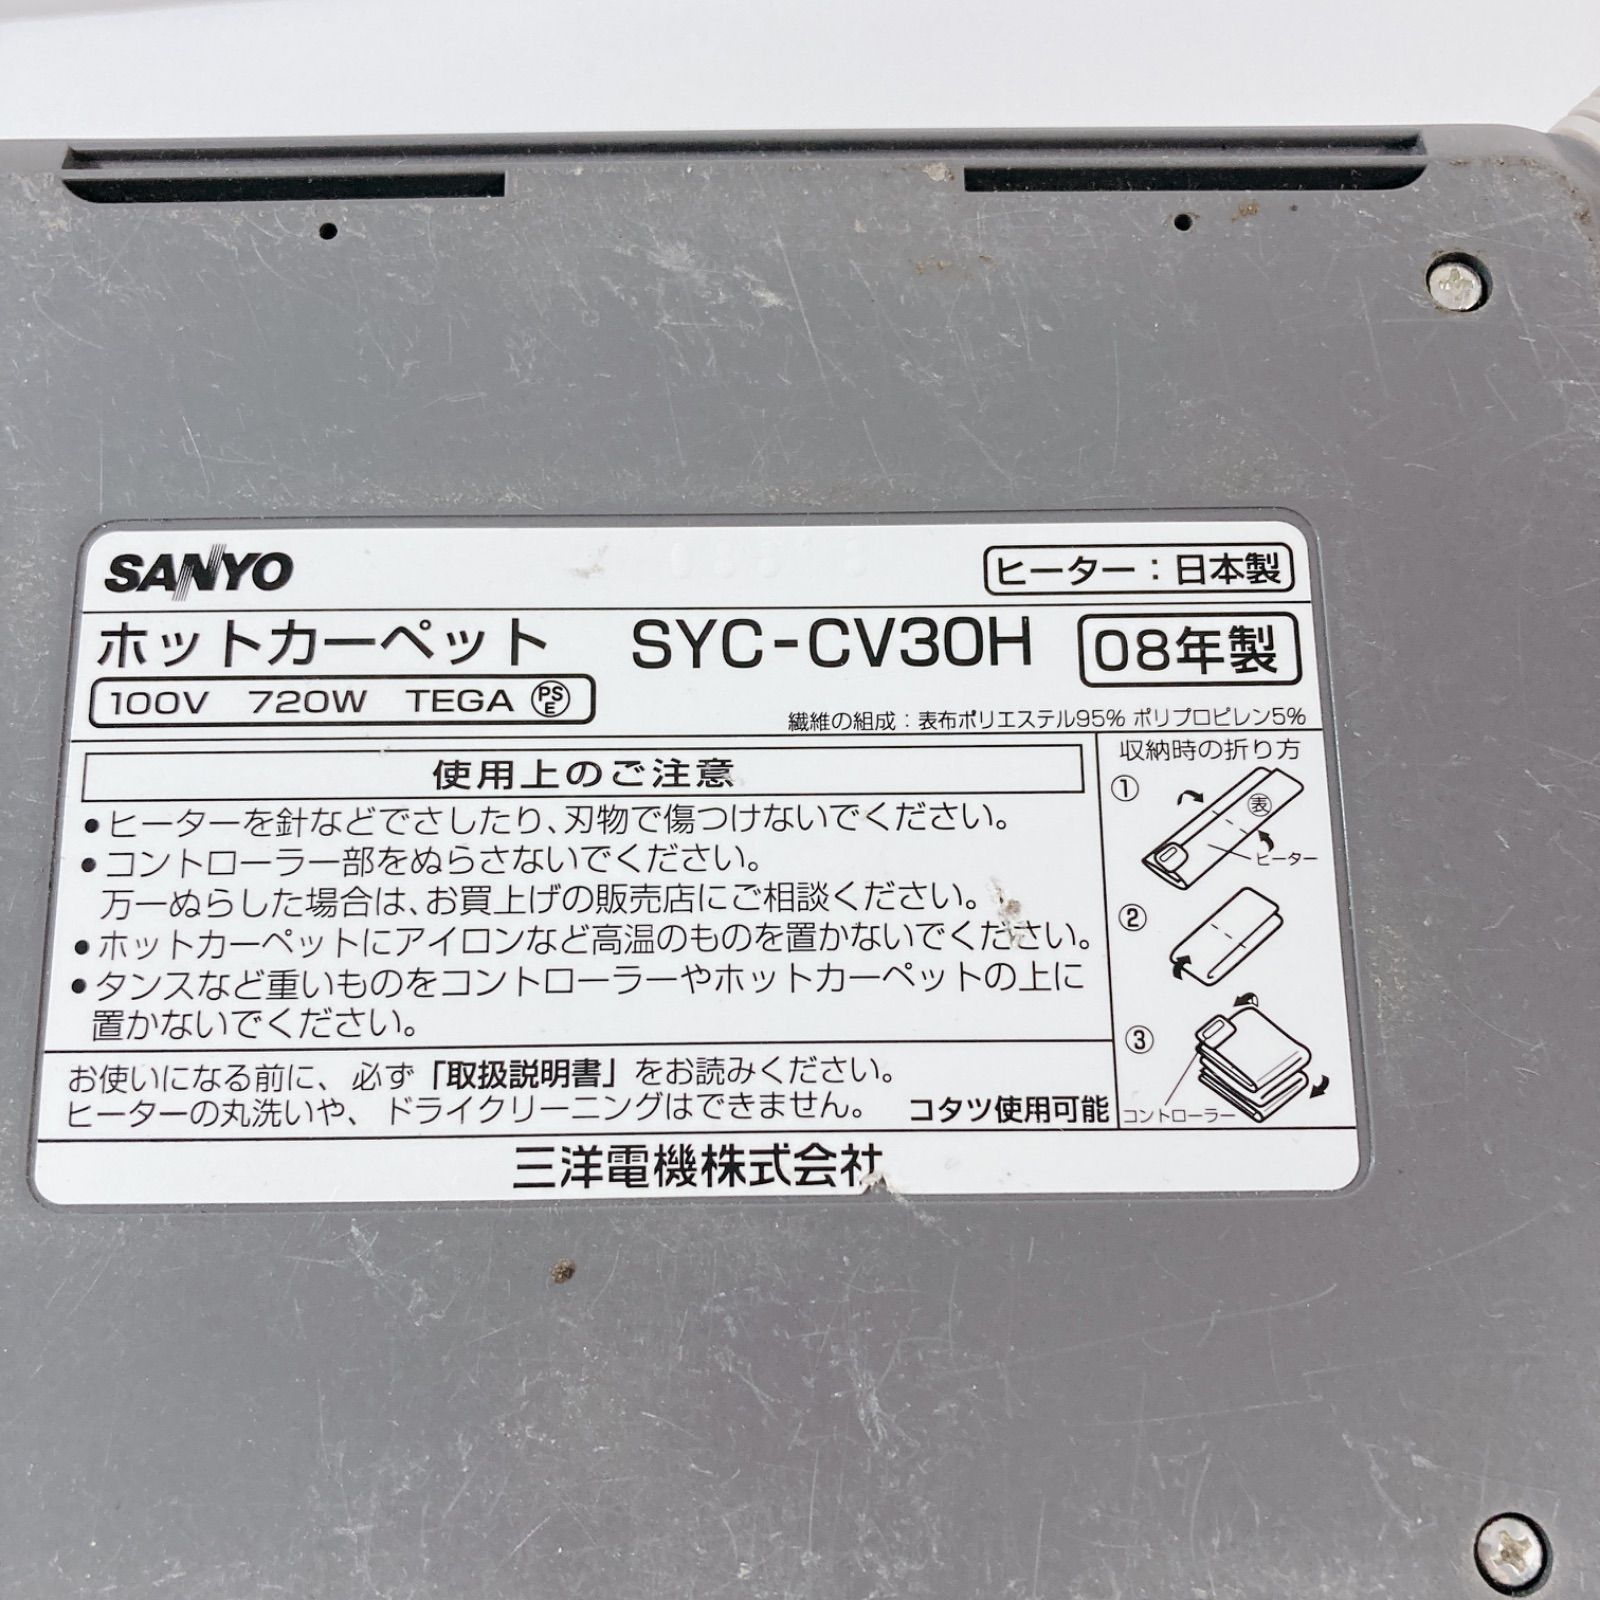 SANYO
ヒーター：日本製
ホットカーペット SYC-CV30H 08年製
100V 720W TEGA PSE
繊維の組成：表布ポリエステル95% ポリプロピレン5%
使用上のご注意
●ヒーターを針などでさしたり、刃物で傷つけないでください。
●コントローラー部をぬらさないでください。
万一ぬらした場合は、お買上げの販売店にご相談ください。
●ホットカーペットにアイロンなど高温のものを置かないでください。
●タンスなど重いものをコントローラーやホットカーペットの上に
置かないでください。
お使いになる前に、必ず「取扱説明書」をお読みください。
ヒーターの丸洗いや、ドライクリーニングはできません。 コタツ使用可能
収納時の折り方
①
表
ヒーター
②
③
コントローラー
三洋電機株式会社